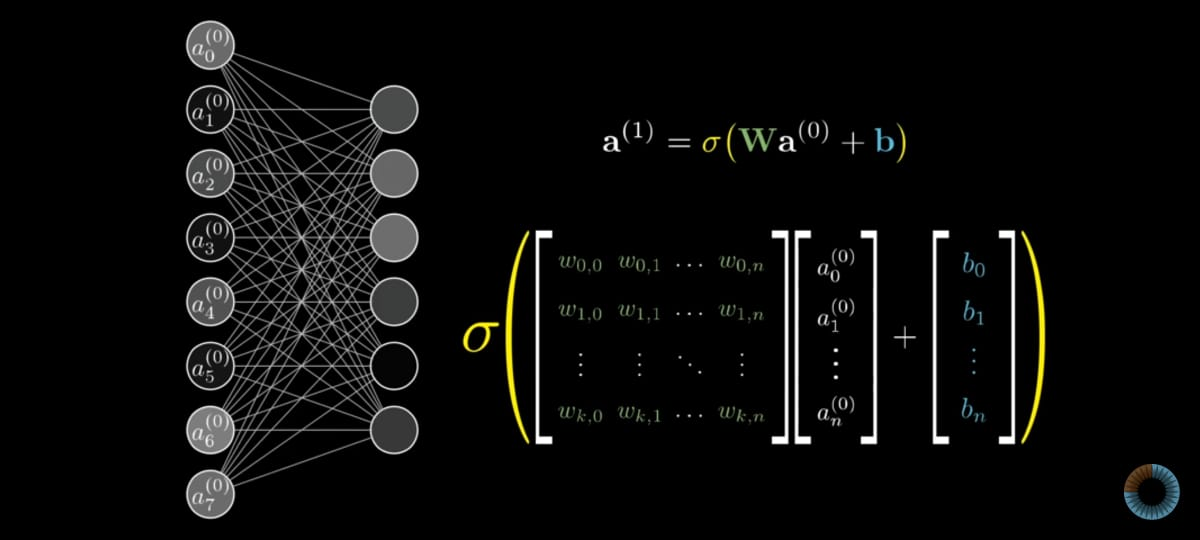 a₀⁽⁰⁾
a₁⁽⁰⁾
a₂⁽⁰⁾
a₃⁽⁰⁾
a₄⁽⁰⁾
a₅⁽⁰⁾
a₆⁽⁰⁾
a₇⁽⁰⁾
a⁽¹⁾ = σ(Wa⁽⁰⁾ + b)
σ([w₀,₀ w₀,₁ ⋯ w₀,ₙ] [a₀⁽⁰⁾] + [b₀])
w₁,₀ w₁,₁ ⋯ w₁,ₙ a₁⁽⁰⁾ b₁
⋮ ⋮ ⋱ ⋮ ⋮ ⋮
wₖ,₀ wₖ,₁ ⋯ wₖ,ₙ aₙ⁽⁰⁾ bₙ